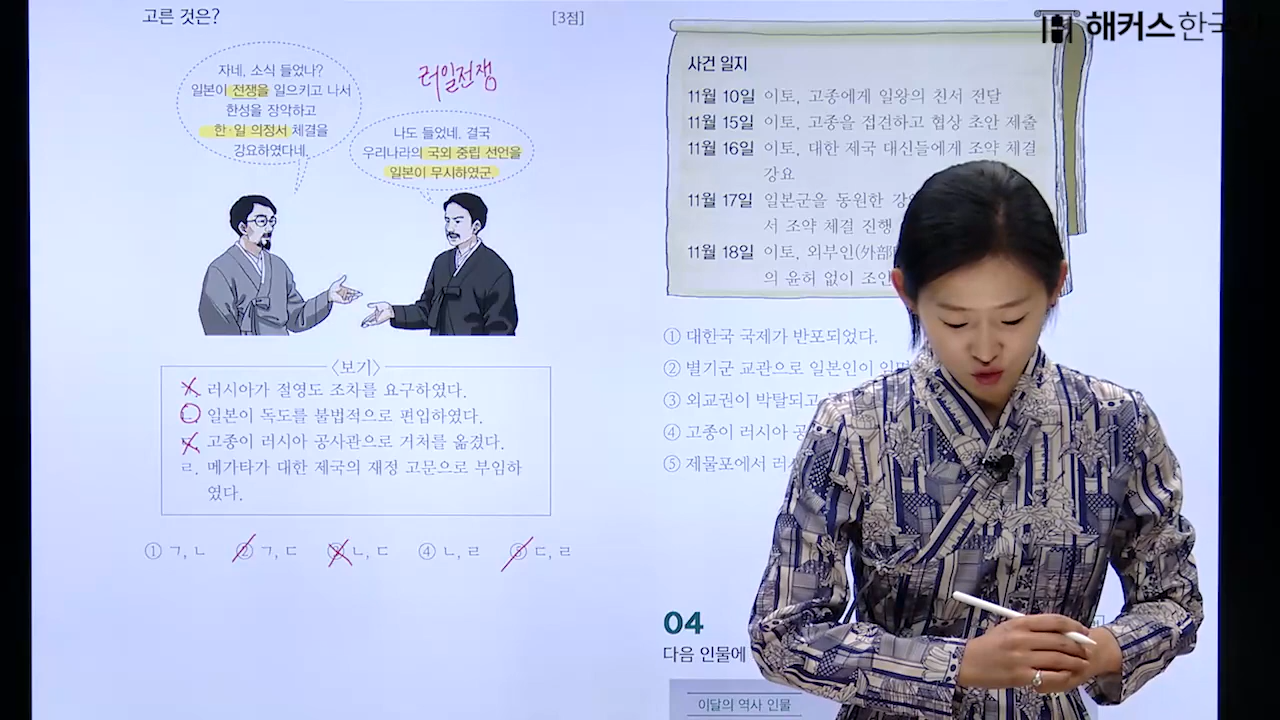 고른 것은?
[3점]
자네, 소식 들었나?
일본이 전쟁을 일으키고 나서
한성을 장악하고
한·일 의정서 체결을
강요하였다네.
러일전쟁
나도 들었네. 결국
우리나라의 국외 중립 선언을
일본이 무시하였군.
<보기>
러시아가 절영도 조차를 요구하였다.
일본이 독도를 불법적으로 편입하였다.
고종이 러시아 공사관으로 거처를 옮겼다.
ㄹ. 메가타가 대한 제국의 재정 고문으로 부임하
였다.
① ㄱ, ㄴ ② ㄱ, ㄷ ③ ㄴ, ㄷ ④ ㄴ, ㄹ ⑤ ㄷ, ㄹ
해커스한국
사건 일지
11월 10일 이토, 고종에게 일왕의 친서 전달
11월 15일 이토, 고종을 접견하고 협상 초안 제출
11월 16일 이토, 대한 제국 대신들에게 조약 체결
강요
11월 17일 일본군을 동원한
서 조약 체결 진행
11월 18일 이토, 외부인(外部
의 윤허 없이 조인
① 대한국 국제가 반포되었다.
② 별기군 교관으로 일본인이
③ 외교권이 박탈되고
④ 고종이 러시아
⑤ 제물포에서
04
다음 인물에
이달의 역사 인물